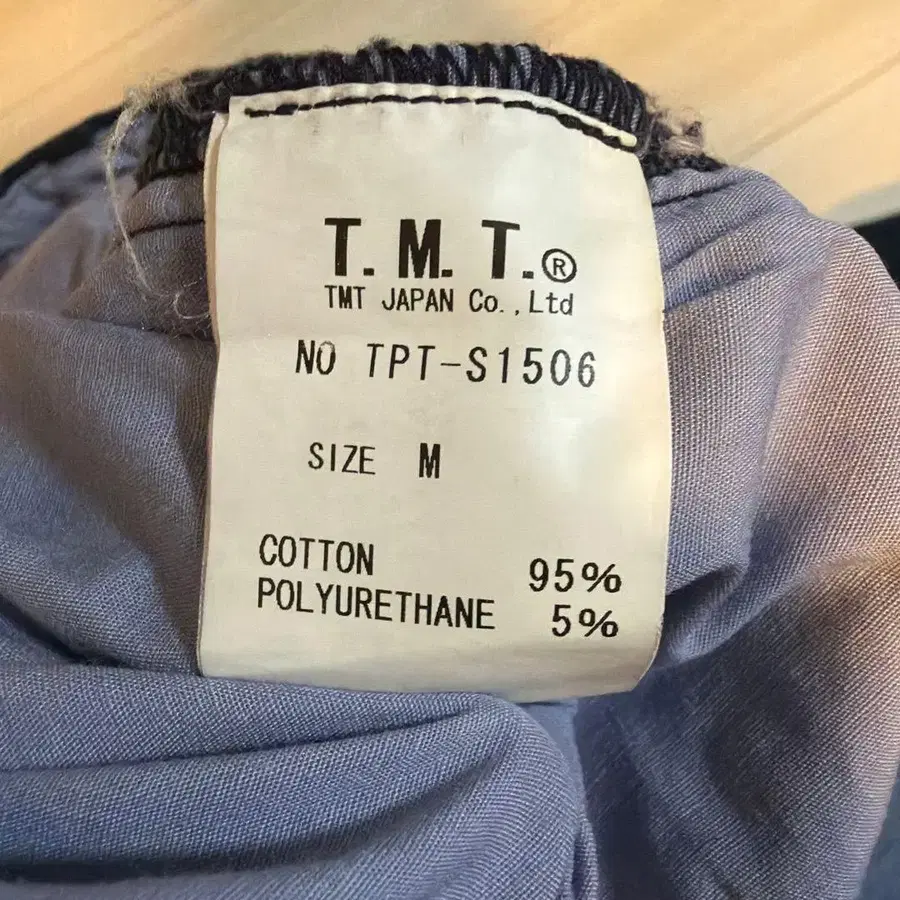 T.M.T.®
TMT JAPAN Co.,Ltd
NO TPT-S1506
SIZE M
COTTON 95%
POLYURETHANE 5%